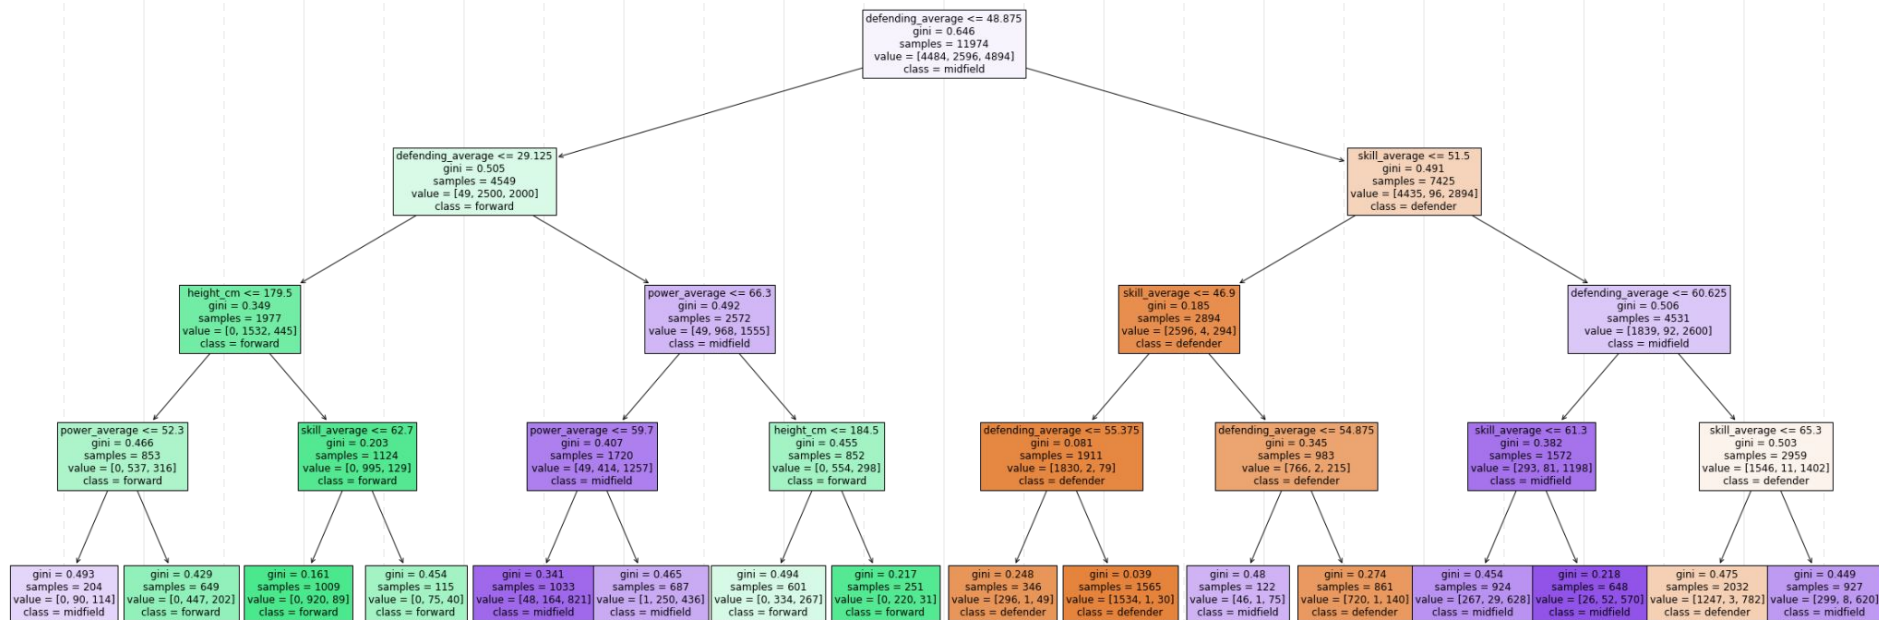 defending_average <= 48.875
gini = 0.646
samples = 11974
value = [4484, 2596, 4894]
class = midfield
defending_average <= 29.125
gini = 0.505
samples = 4549
value = [49, 2500, 2000]
class = forward
skill_average <= 51.5
gini = 0.491
samples = 7425
value = [4435, 96, 2894]
class = defender
height_cm <= 179.5
gini = 0.349
samples = 1977
value = [0, 1532, 445]
class = forward
power_average <= 66.3
gini = 0.492
samples = 2572
value = [49, 968, 1555]
class = midfield
skill_average <= 46.9
gini = 0.185
samples = 2894
value = [2596, 4, 294]
class = defender
defending_average <= 60.625
gini = 0.506
samples = 4531
value = [1839, 92, 2600]
class = midfield
power_average <= 52.3
gini = 0.466
samples = 853
value = [0, 537, 316]
class = forward
skill_average <= 62.7
gini = 0.203
samples = 1124
value = [0, 995, 129]
class = forward
power_average <= 59.7
gini = 0.407
samples = 1720
value = [49, 414, 1257]
class = midfield
height_cm <= 184.5
gini = 0.455
samples = 852
value = [0, 554, 298]
class = forward
defending_average <= 55.375
gini = 0.081
samples = 1911
value = [1830, 2, 79]
class = defender
defending_average <= 54.875
gini = 0.345
samples = 983
value = [766, 2, 215]
class = defender
skill_average <= 61.3
gini = 0.382
samples = 1572
value = [293, 81, 1198]
class = midfield
skill_average <= 65.3
gini = 0.503
samples = 2959
value = [1546, 11, 1402]
class = defender
gini = 0.493
samples = 204
value = [0, 90, 114]
class = midfield
gini = 0.429
samples = 649
value = [0, 447, 202]
class = forward
gini = 0.161
samples = 1009
value = [0, 920, 89]
class = forward
gini = 0.454
samples = 115
value = [0, 75, 40]
class = forward
gini = 0.341
samples = 1033
value = [48, 164, 821]
class = midfield
gini = 0.465
samples = 687
value = [1, 250, 436]
class = midfield
gini = 0.494
samples = 601
value = [0, 334, 267]
class = forward
gini = 0.217
samples = 251
value = [0, 220, 31]
class = forward
gini = 0.248
samples = 346
value = [296, 1, 49]
class = defender
gini = 0.039
samples = 1565
value = [1534, 1, 30]
class = defender
gini = 0.48
samples = 122
value = [46, 1, 75]
class = midfield
gini = 0.274
samples = 861
value = [720, 1, 140]
class = defender
gini = 0.454
samples = 924
value = [267, 29, 628]
class = midfield
gini = 0.218
samples = 648
value = [26, 52, 570]
class = midfield
gini = 0.475
samples = 2032
value = [1247, 3, 782]
class = defender
gini = 0.449
samples = 927
value = [299, 8, 620]
class = midfield